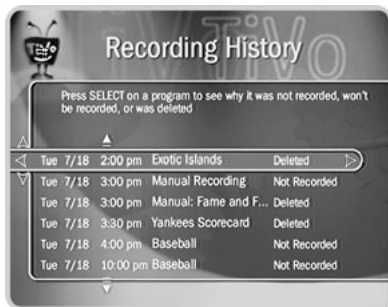 TiVo
Recording History
Press SELECT on a program to see why it was not recorded, won't
be recorded, or was deleted
Tue 7/18 2:00 pm Exotic Islands Deleted
Tue 7/18 3:00 pm Manual Recording Not Recorded
Tue 7/18 3:00 pm Manual: Fame and F... Deleted
Tue 7/18 3:30 pm Yankees Scorecard Deleted
Tue 7/18 4:00 pm Baseball Not Recorded
Tue 7/18 10:00 pm Baseball Not Recorded